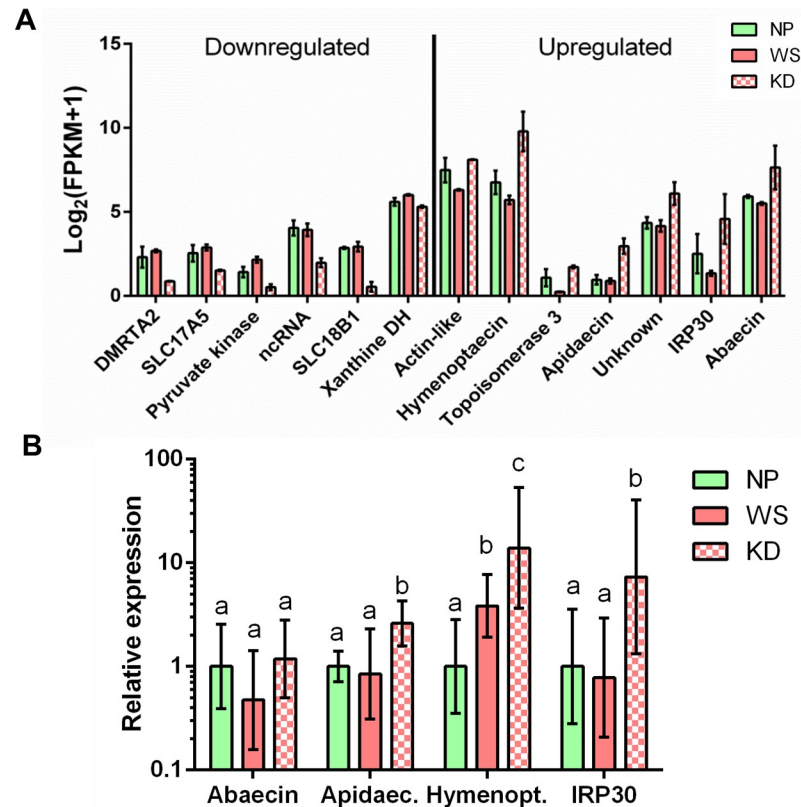 A
Downregulated
Upregulated
NP
WS
KD
Log2(FPKM+1)
15
10
5
0
DMRTA2
SLC17A5
Pyruvate kinase
ncRNA
SLC18B1
Xanthine DH
Actin-like
Hymenoptaecin
Topoisomerase 3
Apidaecin
Unknown
IRP30
Abaecin
B
Relative expression
100
10
1
0.1
a a a
a a b
a b c
a a b
NP
WS
KD
Abaecin Apidaec. Hymenopt. IRP30